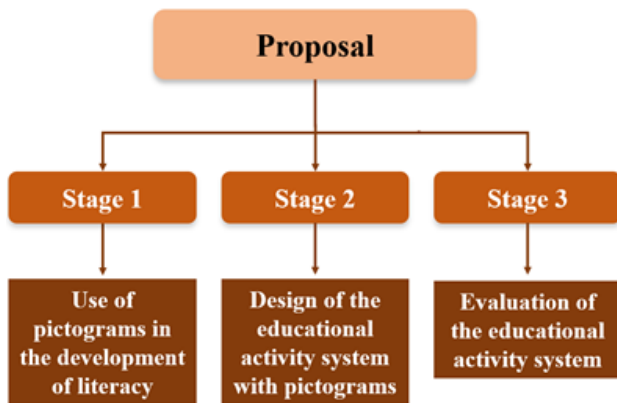 Proposal
Stage 1
Stage 2
Stage 3
Use of
pictograms in
the development
of literacy
Design of the
educational
activity system
with pictograms
Evaluation of
the educational
activity system